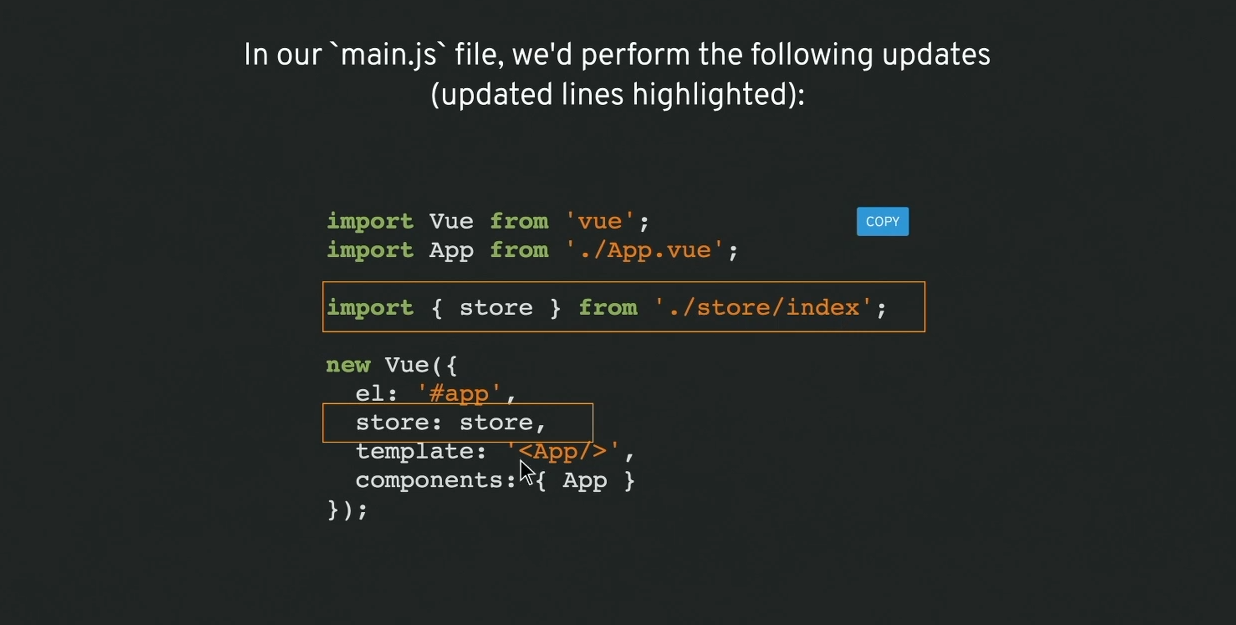 In our `main.js` file, we'd perform the following updates
(updated lines highlighted):
import Vue from 'vue';
COPY
import App from './App.vue';
import { store } from './store/index';
new Vue({
  el: '#app',
  store: store,
  template: '<App/>',
  components: { App }
});